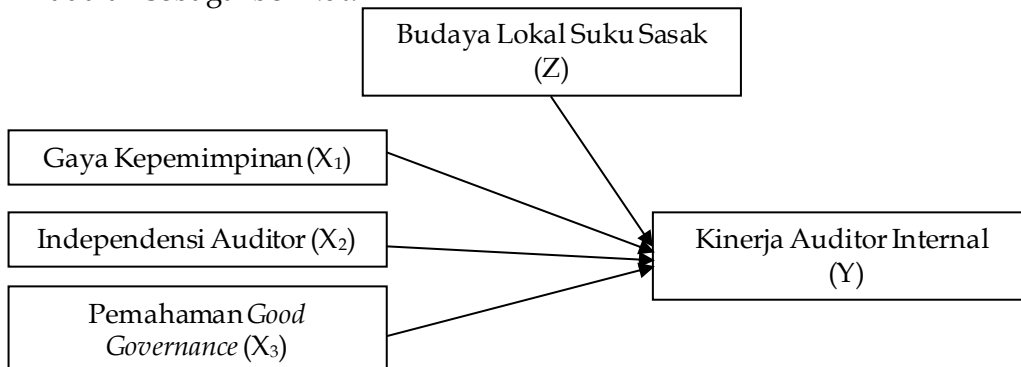 Budaya Lokal Suku Sasak
(Z)
Gaya Kepemimpinan (X₁)
Independensi Auditor (X₂)
Kinerja Auditor Internal
(Y)
Pemahaman Good
Governance (X₃)